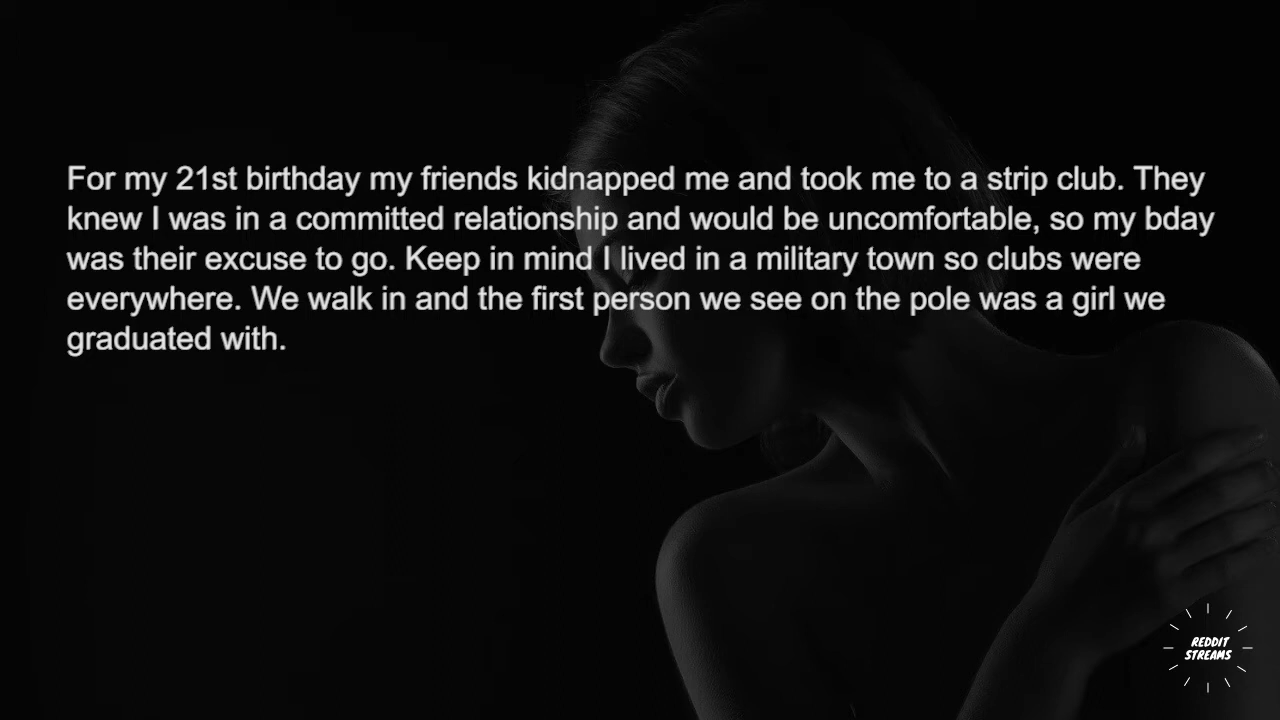 For my 21st birthday my friends kidnapped me and took me to a strip club. They
knew I was in a committed relationship and would be uncomfortable, so my bday
was their excuse to go. Keep in mind I lived in a military town so clubs were
everywhere. We walk in and the first person we see on the pole was a girl we
graduated with.
REDDIT
STREAMS